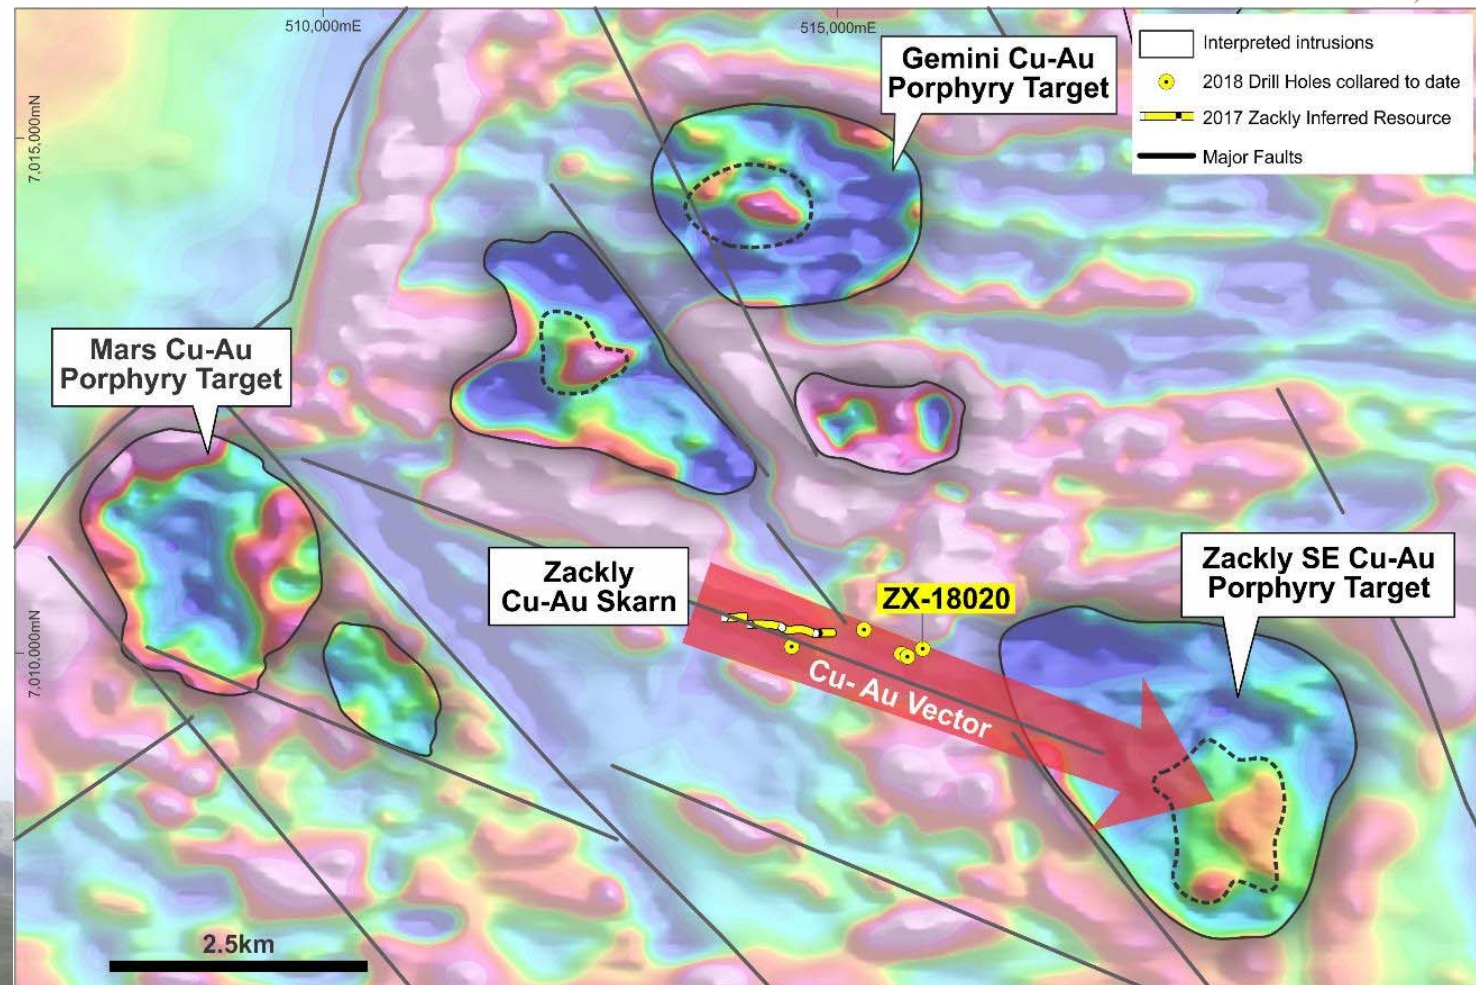 510,000mE
515,000mE
7,015,000mN
7,010,000mN
Interpreted intrusions
2018 Drill Holes collared to date
2017 Zackly Inferred Resource
Major Faults
Gemini Cu-Au
Porphyry Target
Mars Cu-Au
Porphyry Target
Zackly
Cu-Au Skarn
ZX-18020
Zackly SE Cu-Au
Porphyry Target
Cu- Au Vector
2.5km